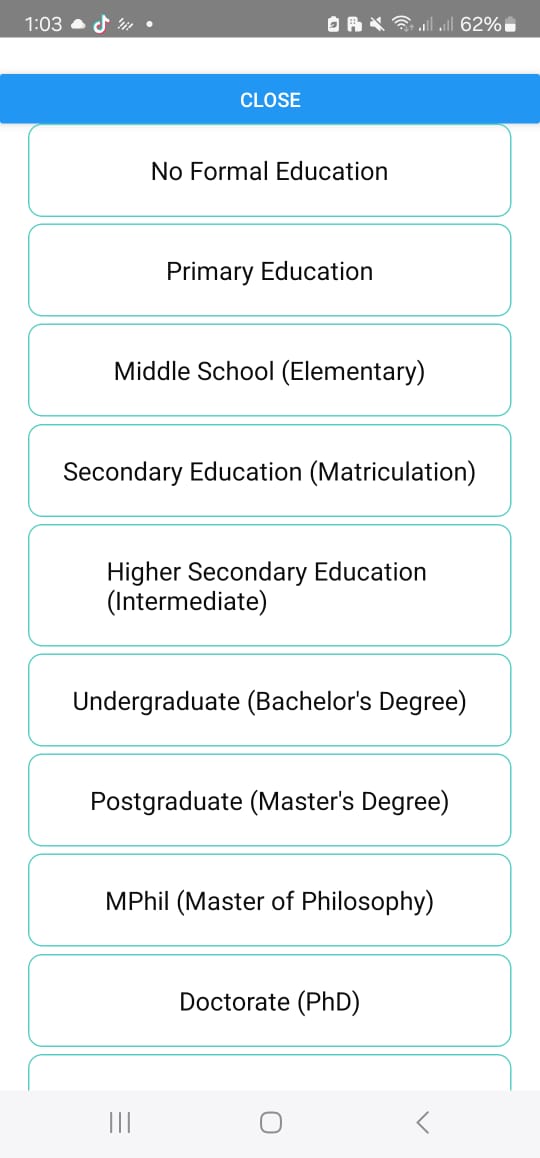 1:03
62%
CLOSE
No Formal Education
Primary Education
Middle School (Elementary)
Secondary Education (Matriculation)
Higher Secondary Education
(Intermediate)
Undergraduate (Bachelor's Degree)
Postgraduate (Master's Degree)
MPhil (Master of Philosophy)
Doctorate (PhD)